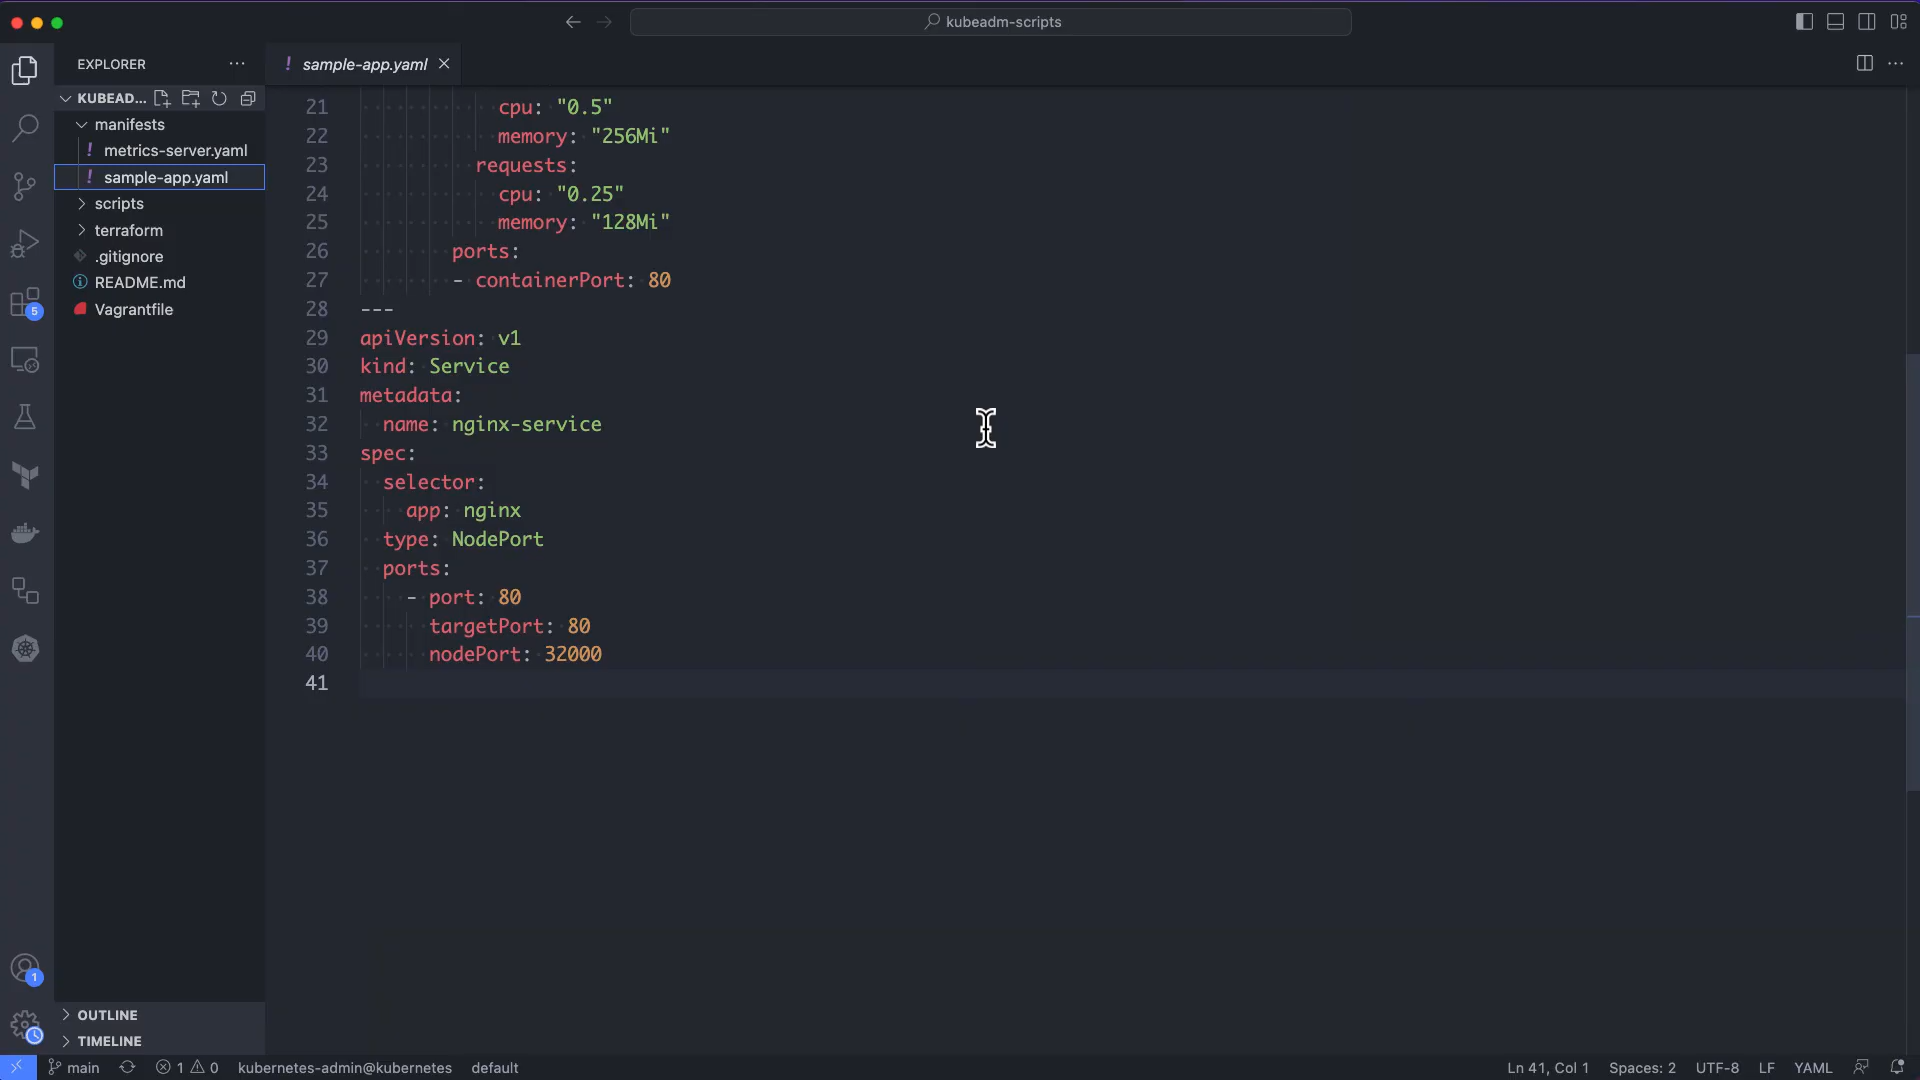 kubeadm-scripts
EXPLORER
sample-app.yaml
KUBEAD...
manifests
metrics-server.yaml
sample-app.yaml
scripts
terraform
.gitignore
README.md
Vagrantfile
5
1
OUTLINE
TIMELINE
21 cpu: "0.5"
22 memory: "256Mi"
23 requests:
24 cpu: "0.25"
25 memory: "128Mi"
26 ports:
27 - containerPort: 80
28 ---
29 apiVersion: v1
30 kind: Service
31 metadata:
32 name: nginx-service
33 spec:
34 selector:
35 app: nginx
36 type: NodePort
37 ports:
38 - port: 80
39 targetPort: 80
40 nodePort: 32000
41
main 1 0 kubernetes-admin@kubernetes default Ln 41, Col 1 Spaces: 2 UTF-8 LF YAML